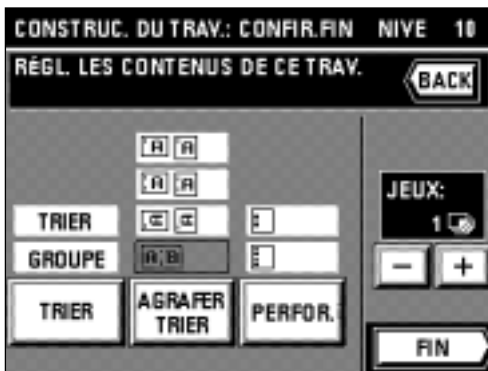 CONSTRUC. DU TRAV.: CONFIR.FIN NIVE 10
RÉGL. LES CONTENUS DE CE TRAV.
BACK
A A
A A
JEUX:
1
TRIER
A A
GROUPE
A B
− +
TRIER
AGRAFER
TRIER
PERFOR.
FIN